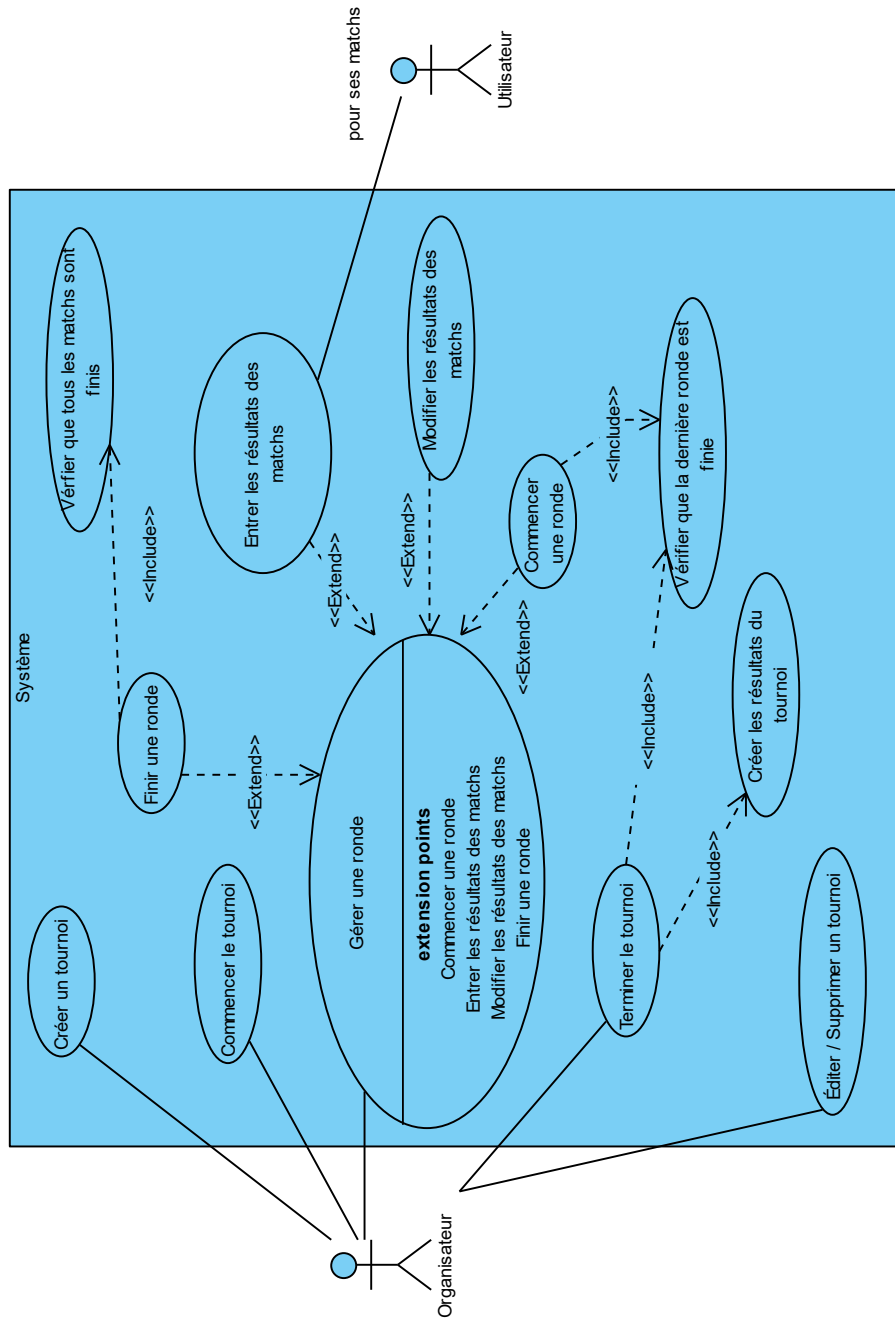 Système
Créer un tournoi
Commencer le tournoi
Finir une ronde
<<Include>>
Vérfier que tous les matchs sont
finis
<<Extend>>
Gérer une ronde
extension points
Commencer une ronde
Entrer les résultats des matchs
Modifier les résultats des matchs
Finir une ronde
<<Extend>>
Entrer les résultats des
matchs
<<Extend>>
Modifier les résultats des
matchs
<<Extend>>
Commencer
une ronde
<<Include>>
Vérifier que la dernière ronde est
finie
Terminer le tournoi
<<Include>>
<<Include>>
Créer les résultats du
tournoi
Éditer / Supprimer un tournoi
Organisateur
pour ses matchs
Utilisateur